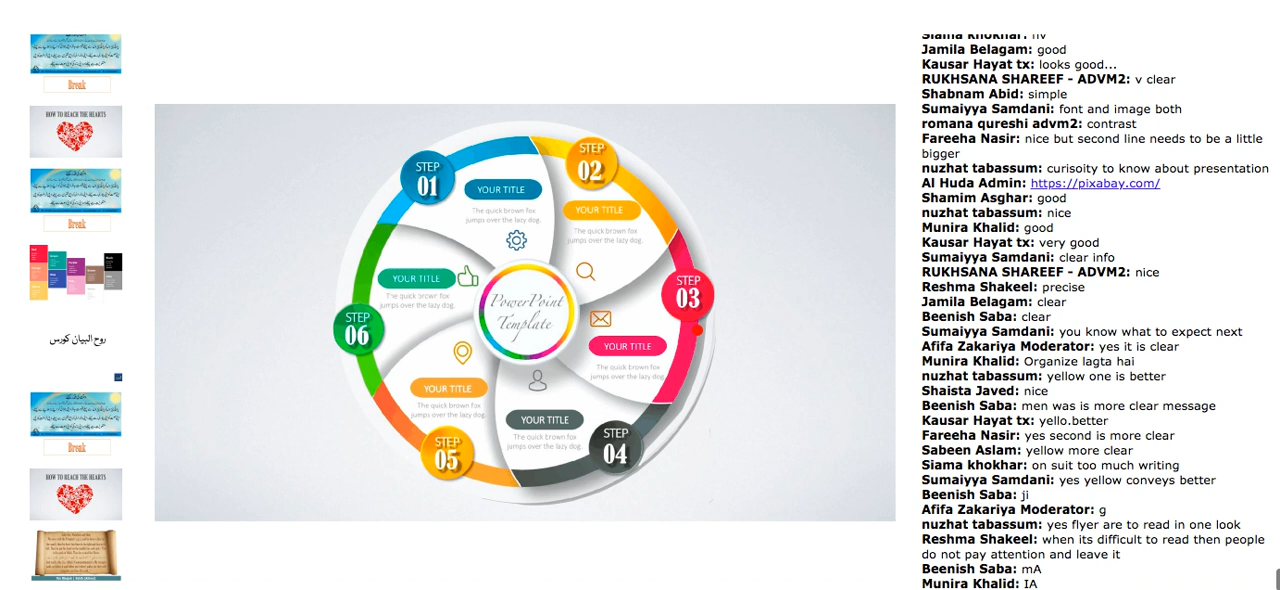 Break
HOW TO REACH THE HEARTS
Break
روح البیان کورس
Break
HOW TO REACH THE HEARTS
STEP
01
YOUR TITLE
The quick brown fox
jumps over the lazy dog.
STEP
02
YOUR TITLE
The quick brown fox
jumps over the lazy dog.
STEP
03
YOUR TITLE
The quick brown fox
jumps over the lazy dog.
STEP
04
YOUR TITLE
The quick brown fox
jumps over the lazy dog.
STEP
05
YOUR TITLE
The quick brown fox
jumps over the lazy dog.
STEP
06
YOUR TITLE
The quick brown fox
jumps over the lazy dog.
PowerPoint
Template
Siama khokhar: nv
Jamila Belagam: good
Kausar Hayat tx: looks good...
RUKHSANA SHAREEF - ADVM2: v clear
Shabnam Abid: simple
Sumaiyya Samdani: font and image both
romana qureshi advm2: contrast
Fareeha Nasir: nice but second line needs to be a little
bigger
nuzhat tabassum: curisoity to know about presentation
Al Huda Admin: https://pixabay.com/
Shamim Asghar: good
nuzhat tabassum: nice
Munira Khalid: good
Kausar Hayat tx: very good
Sumaiyya Samdani: clear info
RUKHSANA SHAREEF - ADVM2: nice
Reshma Shakeel: precise
Jamila Belagam: clear
Beenish Saba: clear
Sumaiyya Samdani: you know what to expect next
Afifa Zakariya Moderator: yes it is clear
Munira Khalid: Organize lagta hai
nuzhat tabassum: yellow one is better
Shaista Javed: nice
Beenish Saba: men was is more clear message
Kausar Hayat tx: yello.better
Fareeha Nasir: yes second is more clear
Sabeen Aslam: yellow more clear
Siama khokhar: on suit too much writing
Sumaiyya Samdani: yes yellow conveys better
Beenish Saba: ji
Afifa Zakariya Moderator: g
nuzhat tabassum: yes flyer are to read in one look
Reshma Shakeel: when its difficult to read then people
do not pay attention and leave it
Beenish Saba: mA
Munira Khalid: IA